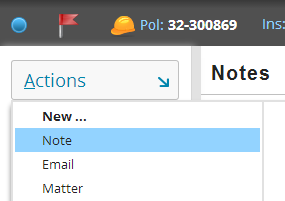 Pol: 32-300869 Ins:
Actions
Notes
New ...
Note
Email
Matter